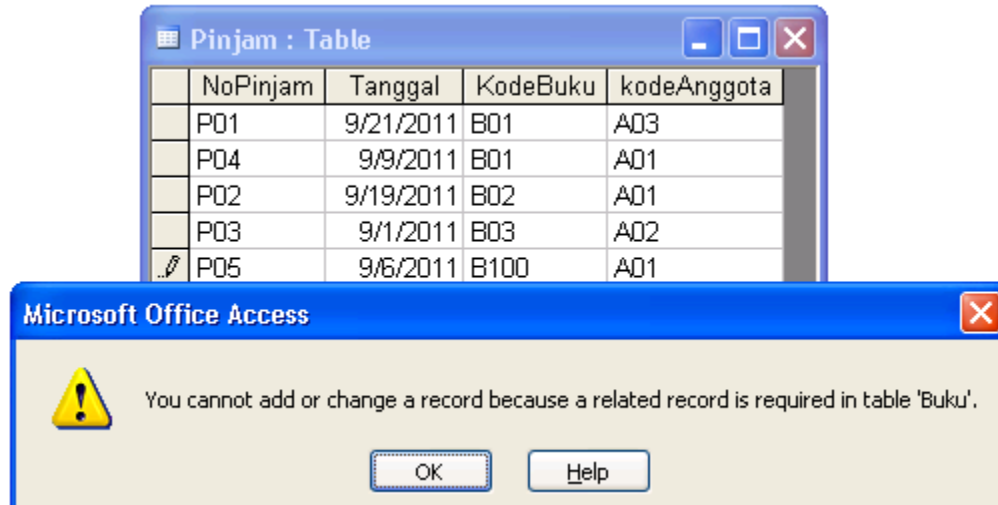 Pinjam : Table
NoPinjam Tanggal KodeBuku kodeAnggota
P01 9/21/2011 B01 A03
P04 9/9/2011 B01 A01
P02 9/19/2011 B02 A01
P03 9/1/2011 B03 A02
P05 9/6/2011 B100 A01
Microsoft Office Access
You cannot add or change a record because a related record is required in table 'Buku'.
OK Help